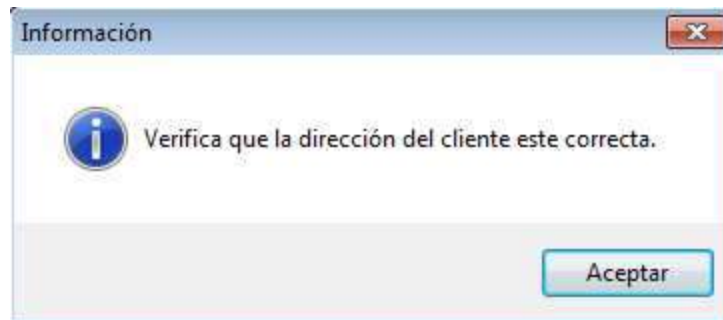 Información
Verifica que la dirección del cliente este correcta.
Aceptar